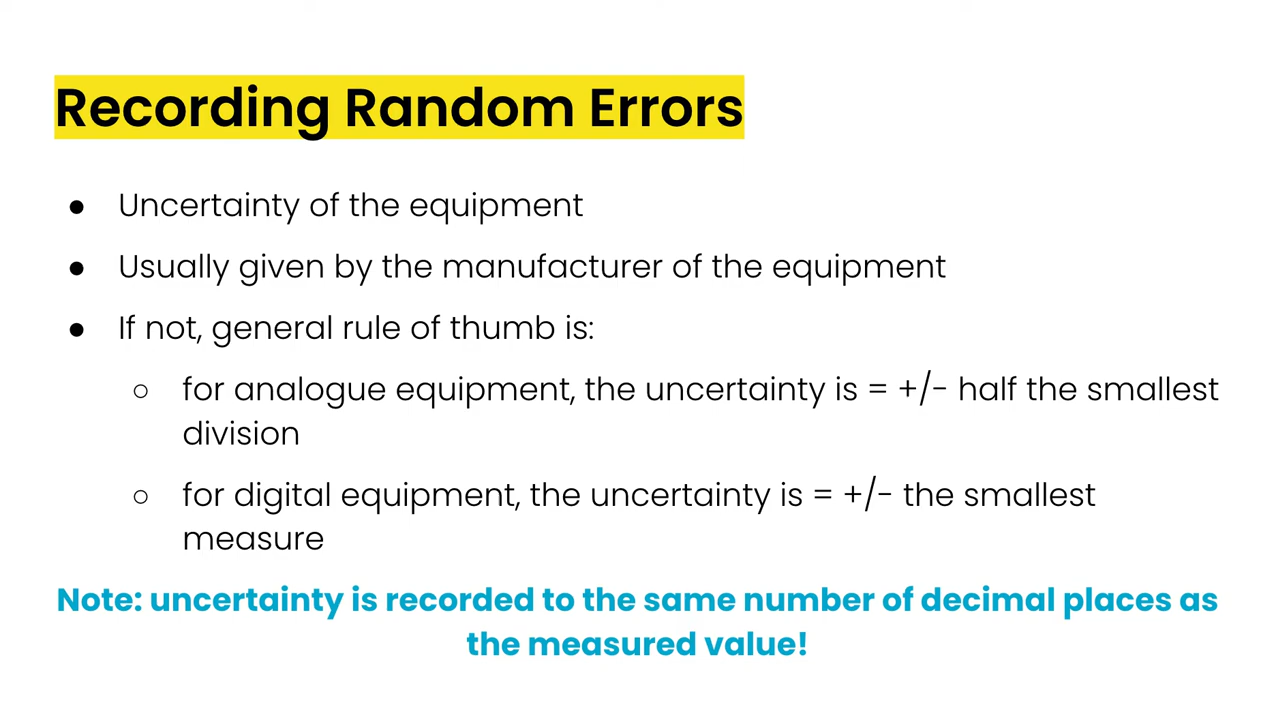 Recording Random Errors
● Uncertainty of the equipment
● Usually given by the manufacturer of the equipment
● If not, general rule of thumb is:
○ for analogue equipment, the uncertainty is = +/- half the smallest
division
○ for digital equipment, the uncertainty is = +/- the smallest
measure
Note: uncertainty is recorded to the same number of decimal places as
the measured value!